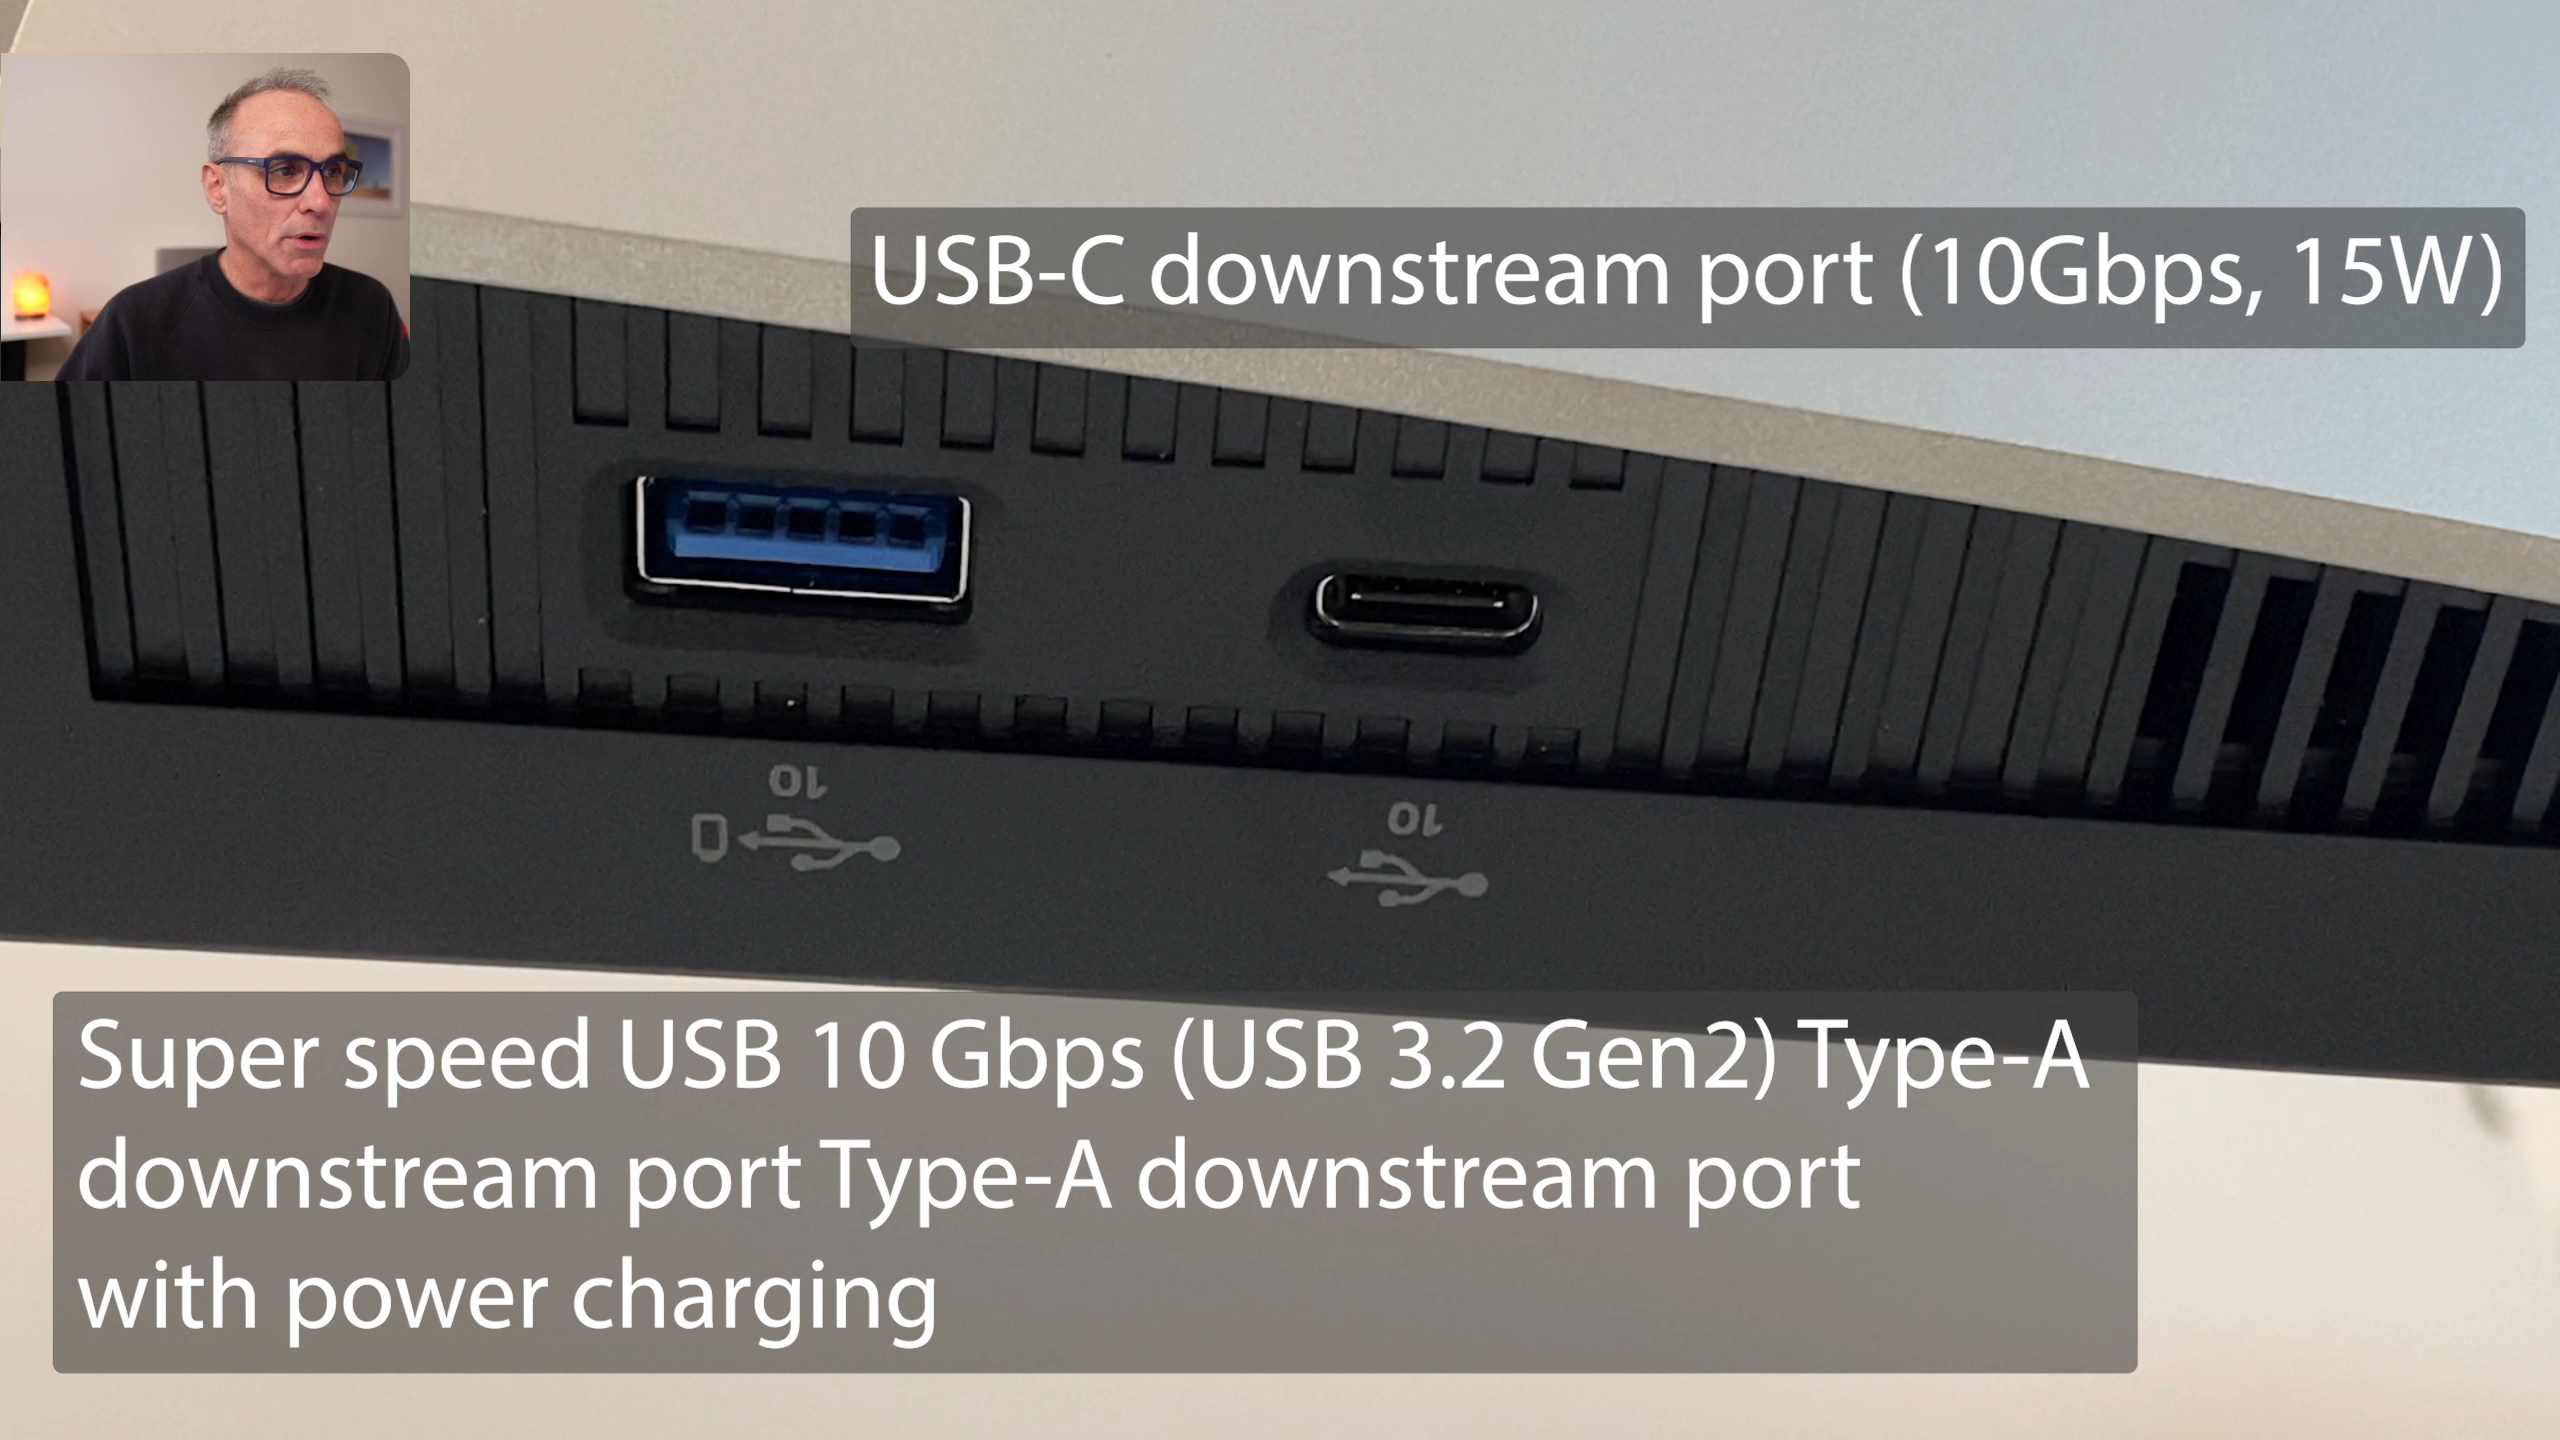 USB-C downstream port (10Gbps, 15W)
10
10
Super speed USB 10 Gbps (USB 3.2 Gen2) Type-A
downstream port Type-A downstream port
with power charging